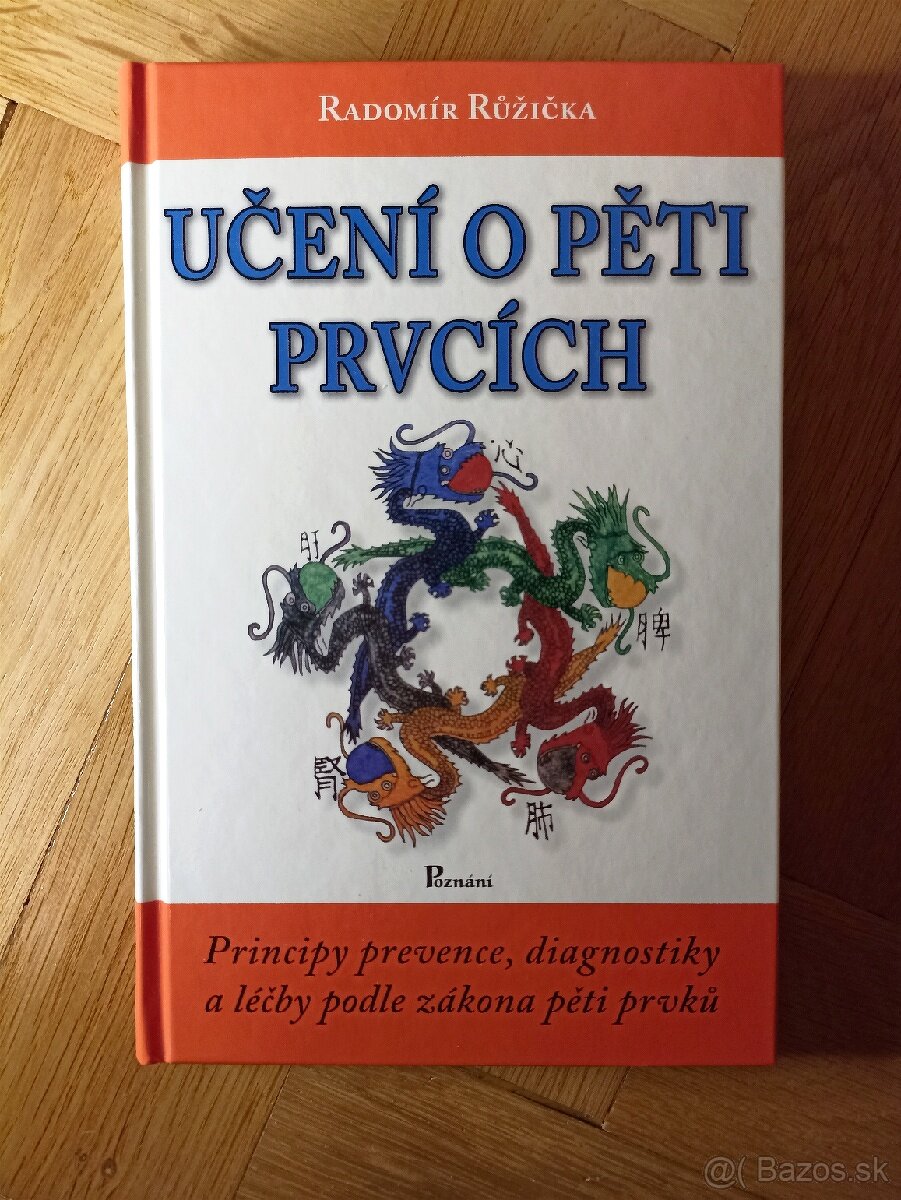 RADOMÍR RŮŽIČKA
UČENÍ O PĚTI
PRVCÍCH
心
肝
脾
腎
肺
Poznání
Principy prevence, diagnostiky
a léčby podle zákona pěti prvků
@( Bazos.sk